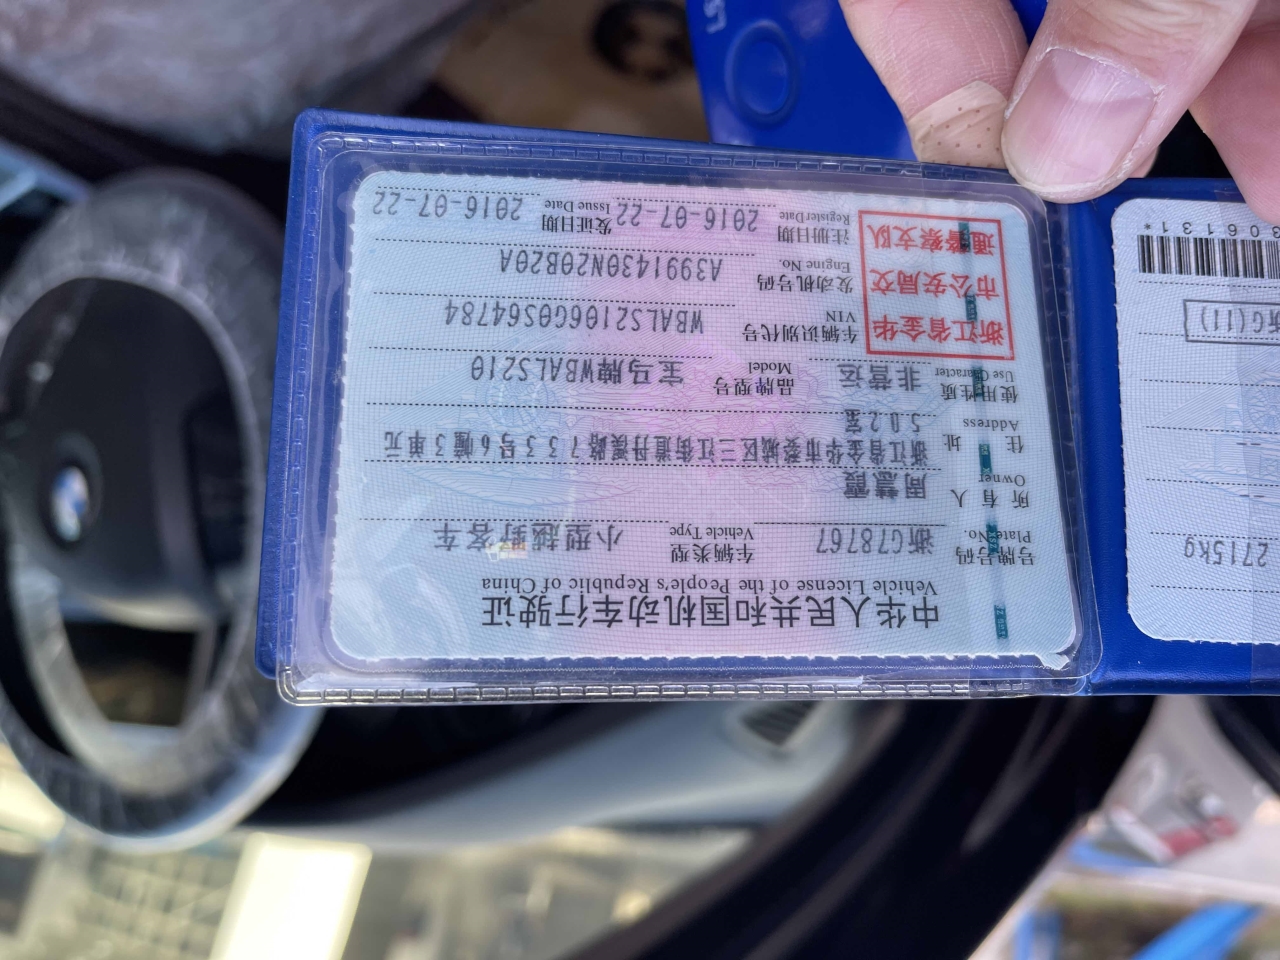 中华人民共和国机动车行驶证
Vehicle License of the People's Republic of China
号牌号码 浙G78767 车辆类型 小型越野客车
Plate No. Vehicle Type
所有人 周慧霞
Owner
住址 浙江省金华市婺城区三江街道丹溪路733号6幢3单元
Address 502室
使用性质 非营运 品牌型号 宝马牌WBALS210
Use Character Model
浙江省金华
市公安局交
通警察支队
车辆识别代号 WBALS2106G0S64784
VIN
发动机号码 A3991430N20B20A
Engine No.
注册日期 2016-07-22 发证日期 2016-07-22
Register Date Issue Date
2715kg
浙G(11)
306131*